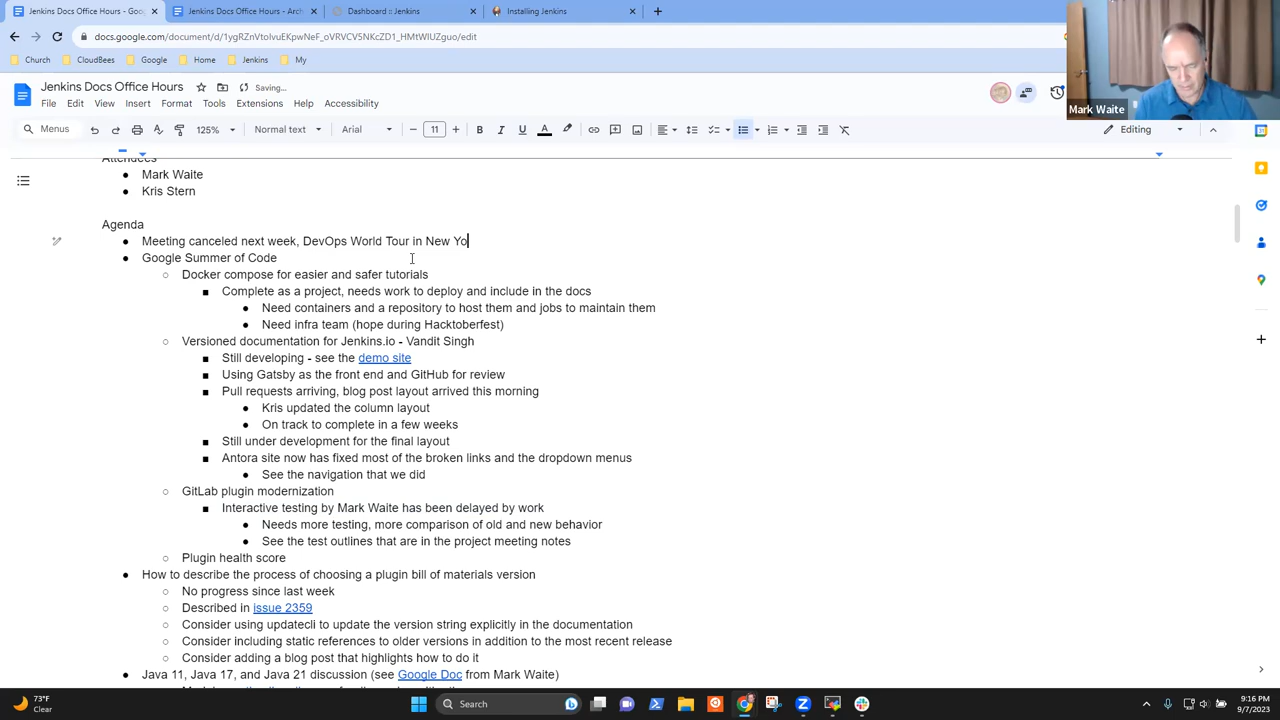 Jenkins Docs Office Hours - Goo
Jenkins Docs Office Hours - Arch
Dashboard :: Jenkins
Installing Jenkins
docs.google.com/document/d/1ygRZnVtoIvuEKpwNeF_oVRVCV5NKcZD1_HMtWIUZguo/edit
Church
CloudBees
Google
Home
Jenkins
My
Jenkins Docs Office Hours
Saving...
File Edit View Insert Format Tools Extensions Help Accessibility
Mark Waite
Menus
125%
Normal text
Arial
11
Editing
Attendees
Mark Waite
Kris Stern
Agenda
Meeting canceled next week, DevOps World Tour in New Yo
Google Summer of Code
Docker compose for easier and safer tutorials
Complete as a project, needs work to deploy and include in the docs
Need containers and a repository to host them and jobs to maintain them
Need infra team (hope during Hacktoberfest)
Versioned documentation for Jenkins.io - Vandit Singh
Still developing - see the demo site
Using Gatsby as the front end and GitHub for review
Pull requests arriving, blog post layout arrived this morning
Kris updated the column layout
On track to complete in a few weeks
Still under development for the final layout
Antora site now has fixed most of the broken links and the dropdown menus
See the navigation that we did
GitLab plugin modernization
Interactive testing by Mark Waite has been delayed by work
Needs more testing, more comparison of old and new behavior
See the test outlines that are in the project meeting notes
Plugin health score
How to describe the process of choosing a plugin bill of materials version
No progress since last week
Described in issue 2359
Consider using updatecli to update the version string explicitly in the documentation
Consider including static references to older versions in addition to the most recent release
Consider adding a blog post that highlights how to do it
Java 11, Java 17, and Java 21 discussion (see Google Doc from Mark Waite)
73°F
Clear
Search
9:16 PM
9/7/2023